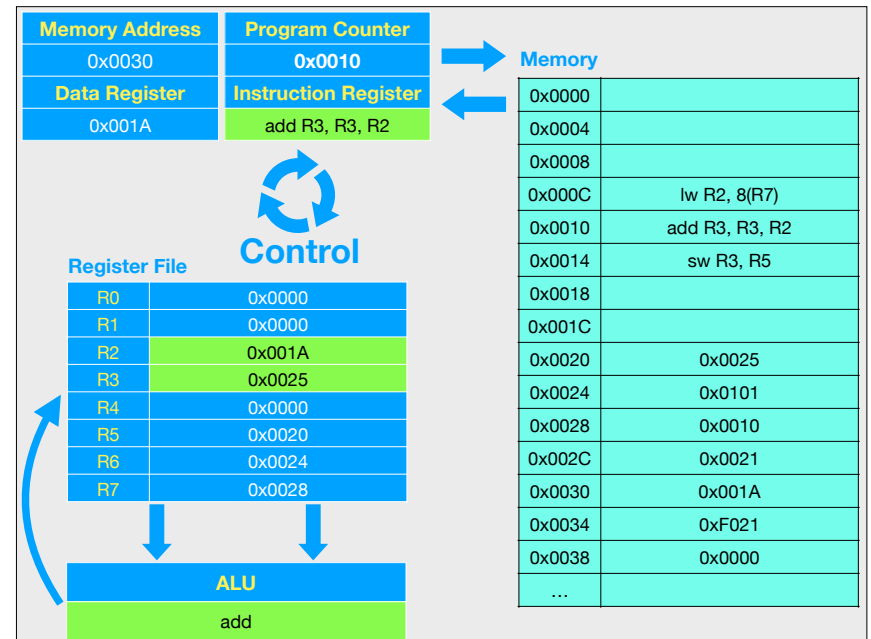 Memory Address Program Counter
0x0030 0x0010
Data Register Instruction Register
0x001A add R3, R3, R2
Control
Register File
R0 0x0000
R1 0x0000
R2 0x001A
R3 0x0025
R4 0x0000
R5 0x0020
R6 0x0024
R7 0x0028
ALU
add
Memory
0x0000
0x0004
0x0008
0x000C lw R2, 8(R7)
0x0010 add R3, R3, R2
0x0014 sw R3, R5
0x0018
0x001C
0x0020 0x0025
0x0024 0x0101
0x0028 0x0010
0x002C 0x0021
0x0030 0x001A
0x0034 0xF021
0x0038 0x0000
…